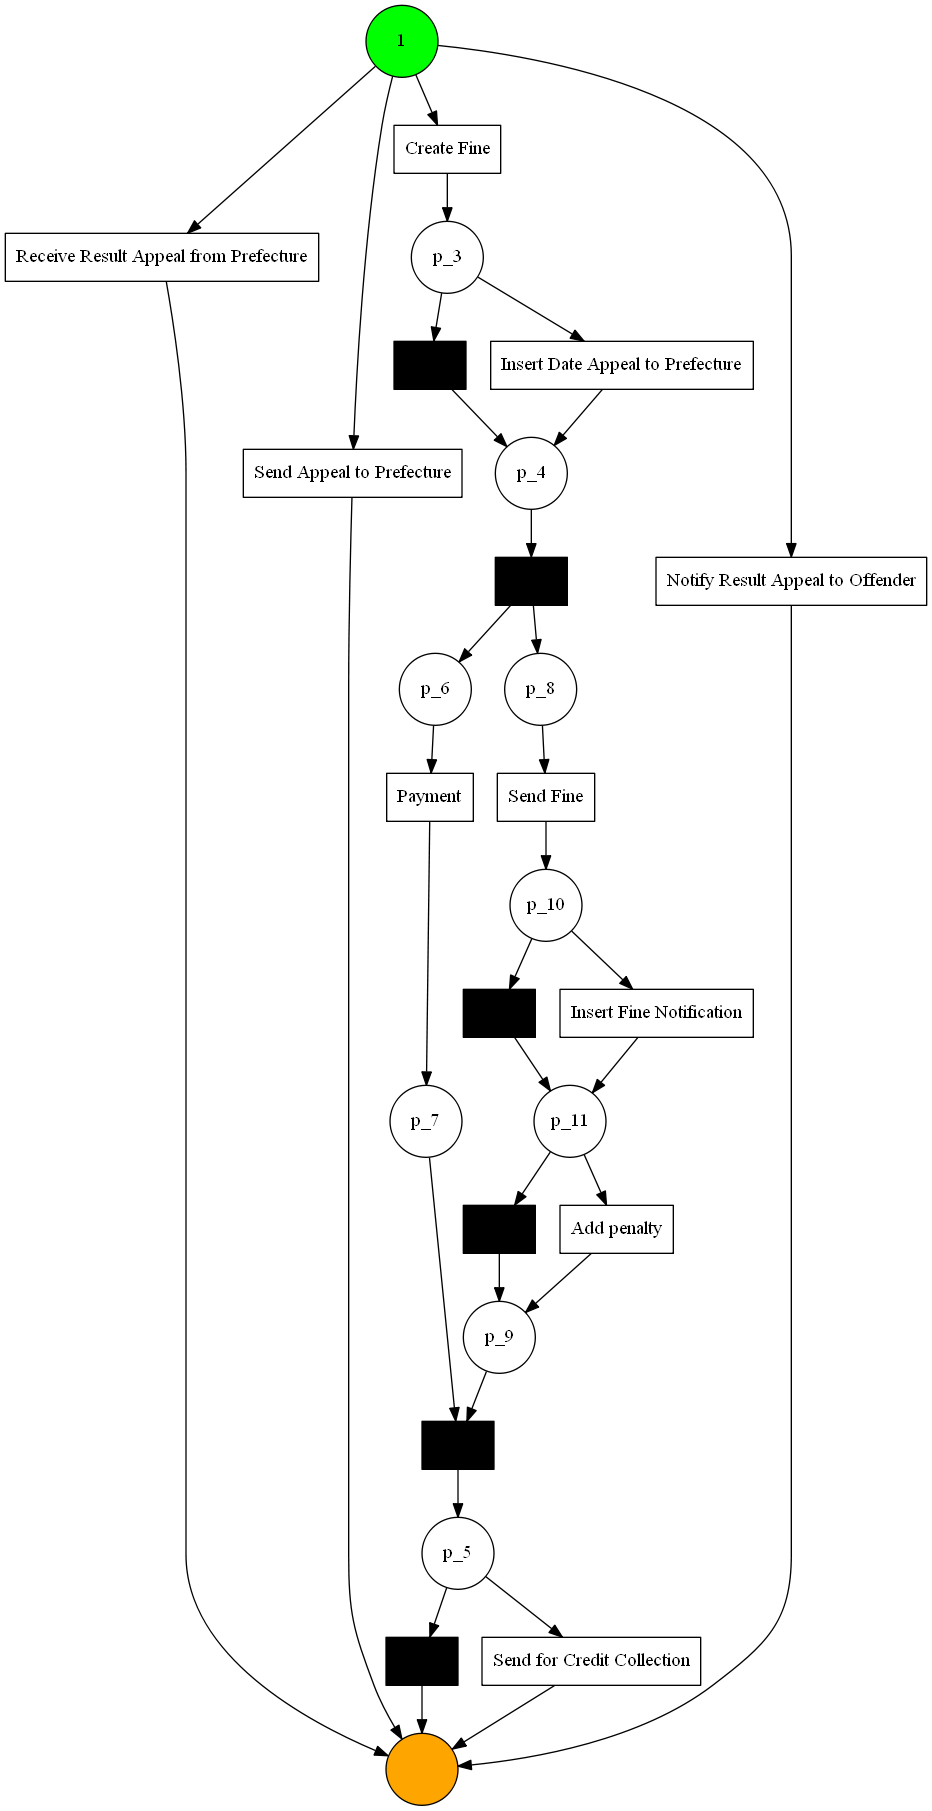 1
Create Fine
Receive Result Appeal from Prefecture
p_3
Insert Date Appeal to Prefecture
Send Appeal to Prefecture
p_4
Notify Result Appeal to Offender
p_6
p_8
Payment
Send Fine
p_10
Insert Fine Notification
p_7
p_11
Add penalty
p_9
p_5
Send for Credit Collection